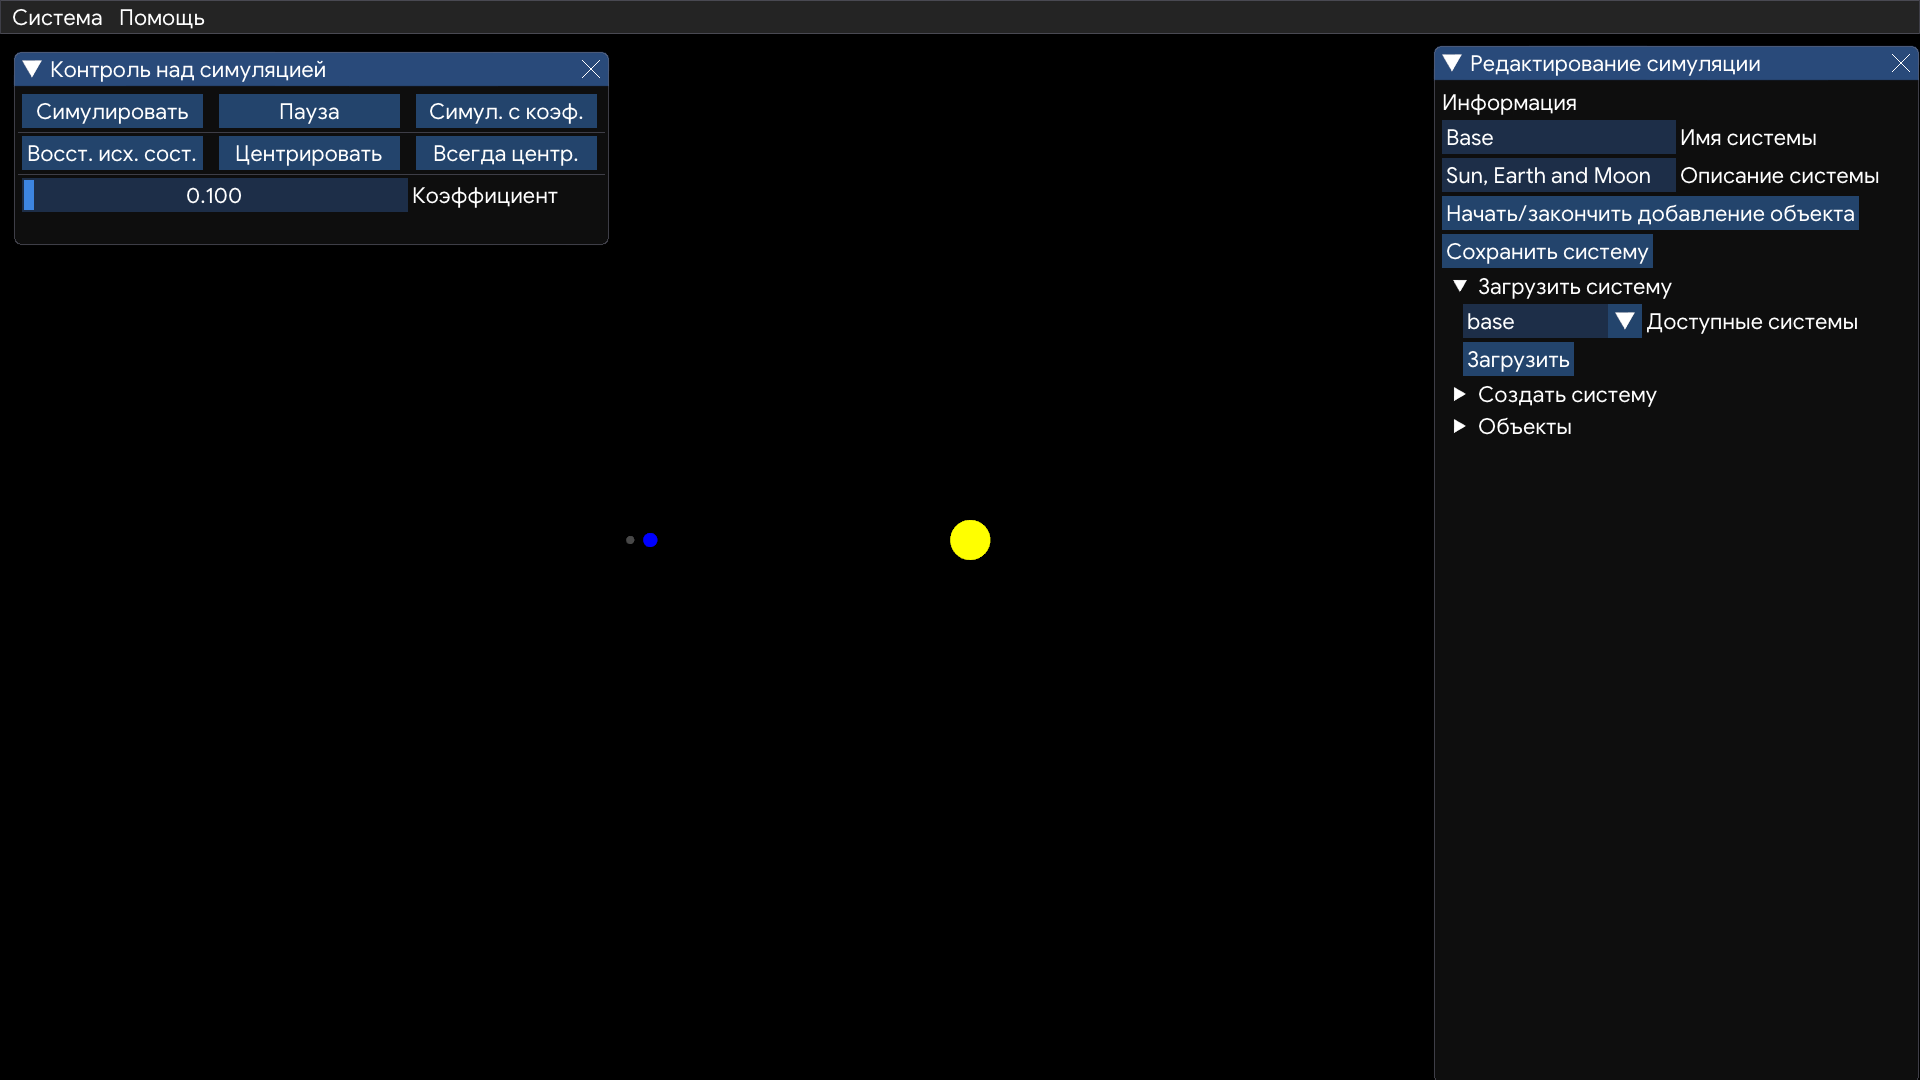 Система Помощь
Контроль над симуляцией
Симулировать Пауза Симул. с коэф.
Восст. исх. сост. Центрировать Всегда центр.
0.100 Коэффициент
Редактирование симуляции
Информация
Base Имя системы
Sun, Earth and Moon Описание системы
Начать/закончить добавление объекта
Сохранить систему
Загрузить систему
base Доступные системы
Загрузить
Создать систему
Объекты